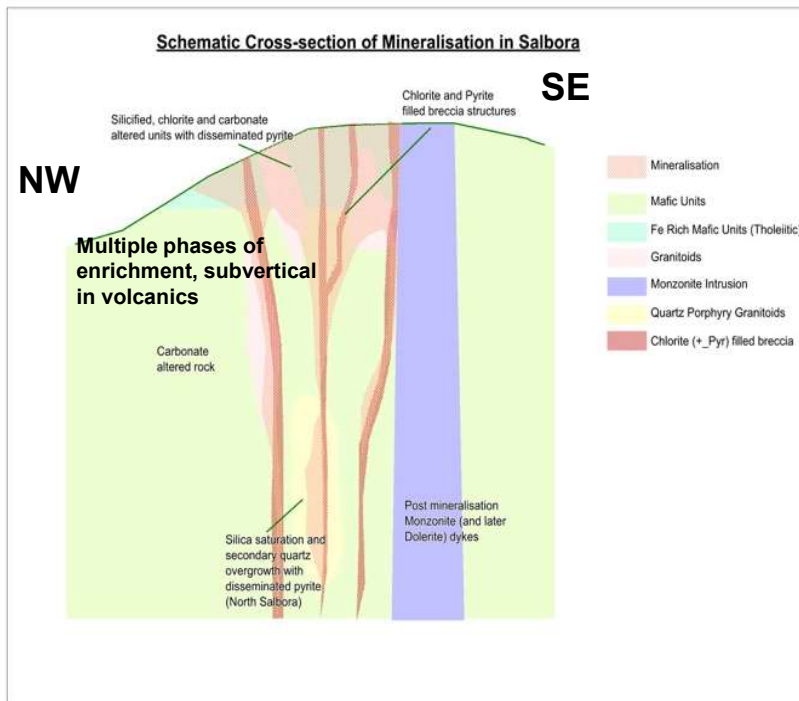 Schematic Cross-section of Mineralisation in Salbora
SE
Chlorite and Pyrite
filled breccia structures
Silicified, chlorite and carbonate
altered units with disseminated pyrite
NW
Multiple phases of
enrichment, subvertical
in volcanics
Carbonate
altered rock
Silica saturation and
secondary quartz
overgrowth with
disseminated pyrite
(North Salbora)
Post mineralisation
Monzonite (and later
Dolerite) dykes
Mineralisation
Mafic Units
Fe Rich Mafic Units (Tholeiitic)
Granitoids
Monzonite Intrusion
Quartz Porphyry Granitoids
Chlorite (+_Pyr) filled breccia